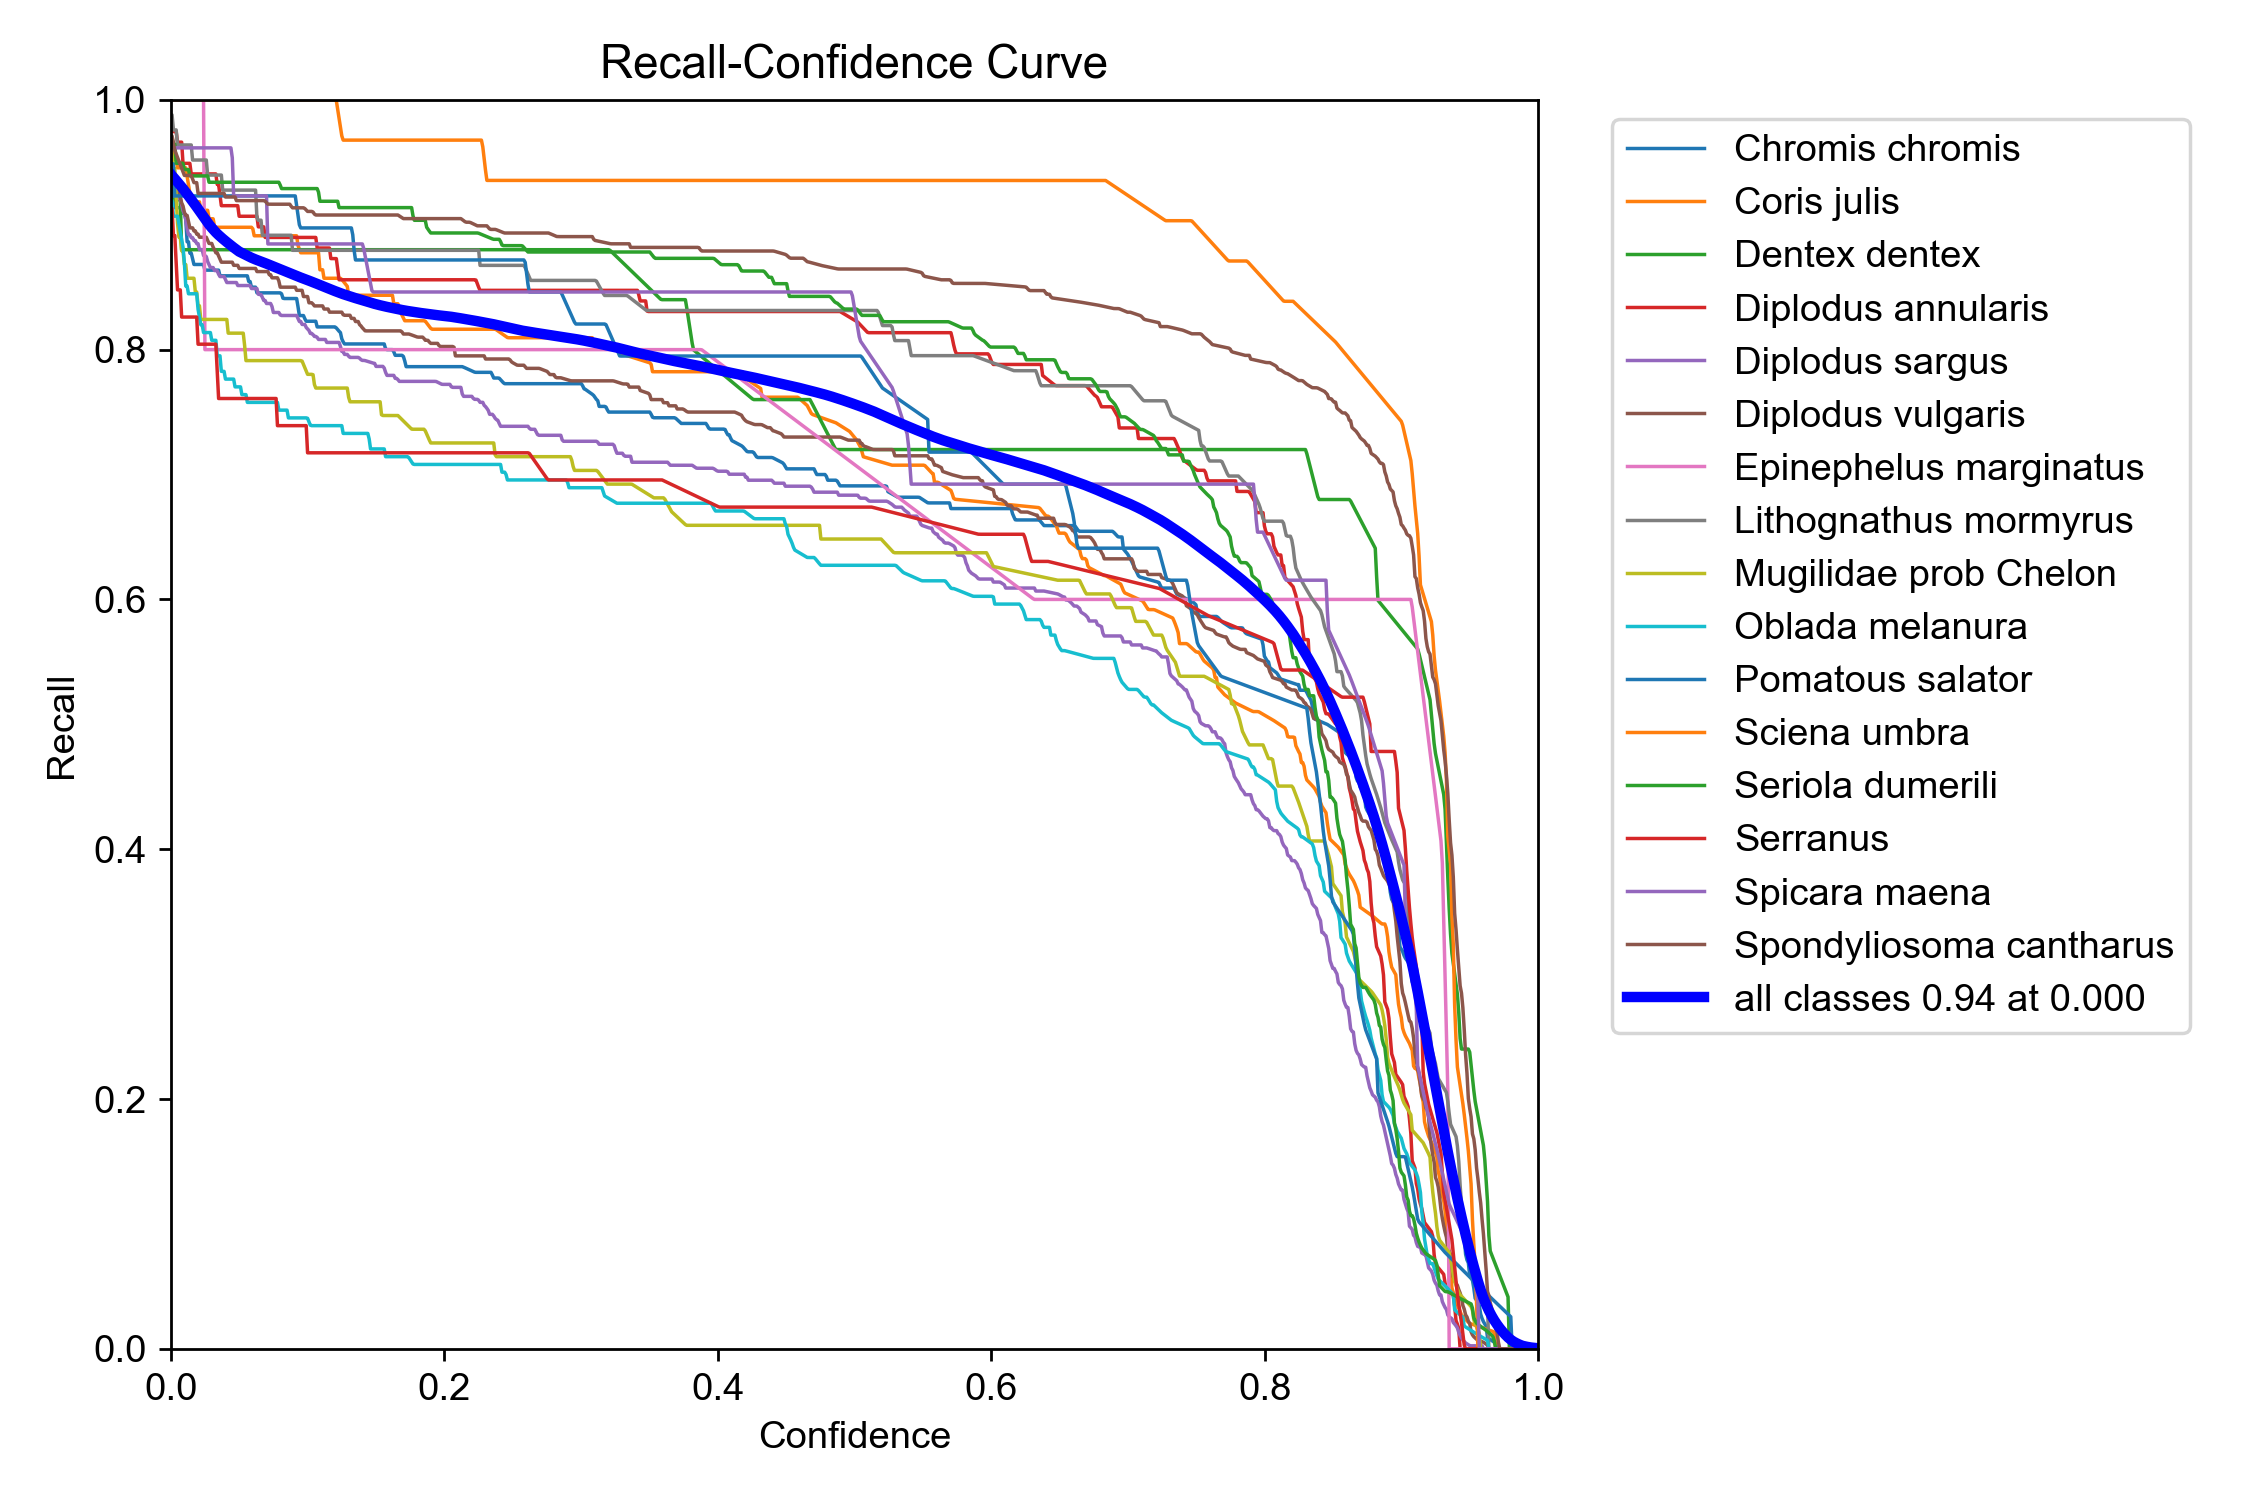 Recall-Confidence Curve
1.0
0.8
0.6
0.4
0.2
0.0
Recall
0.0 0.2 0.4 0.6 0.8 1.0
Confidence
Chromis chromis
Coris julis
Dentex dentex
Diplodus annularis
Diplodus sargus
Diplodus vulgaris
Epinephelus marginatus
Lithognathus mormyrus
Mugilidae prob Chelon
Oblada melanura
Pomatous salator
Sciena umbra
Seriola dumerili
Serranus
Spicara maena
Spondyliosoma cantharus
all classes 0.94 at 0.000